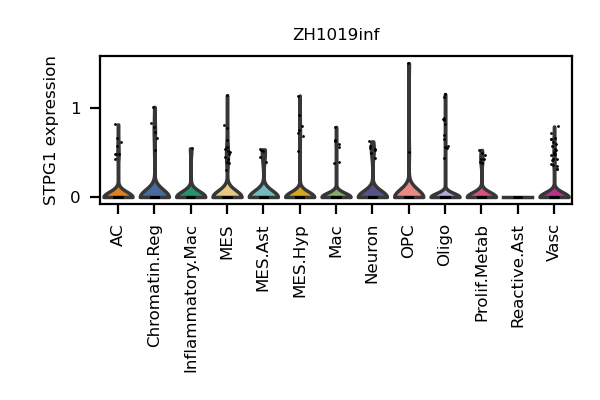 ZH1019inf
STPG1 expression
1
0
AC
Chromatin.Reg
Inflammatory.Mac
MES
MES.Ast
MES.Hyp
Mac
Neuron
OPC
Oligo
Prolif.Metab
Reactive.Ast
Vasc